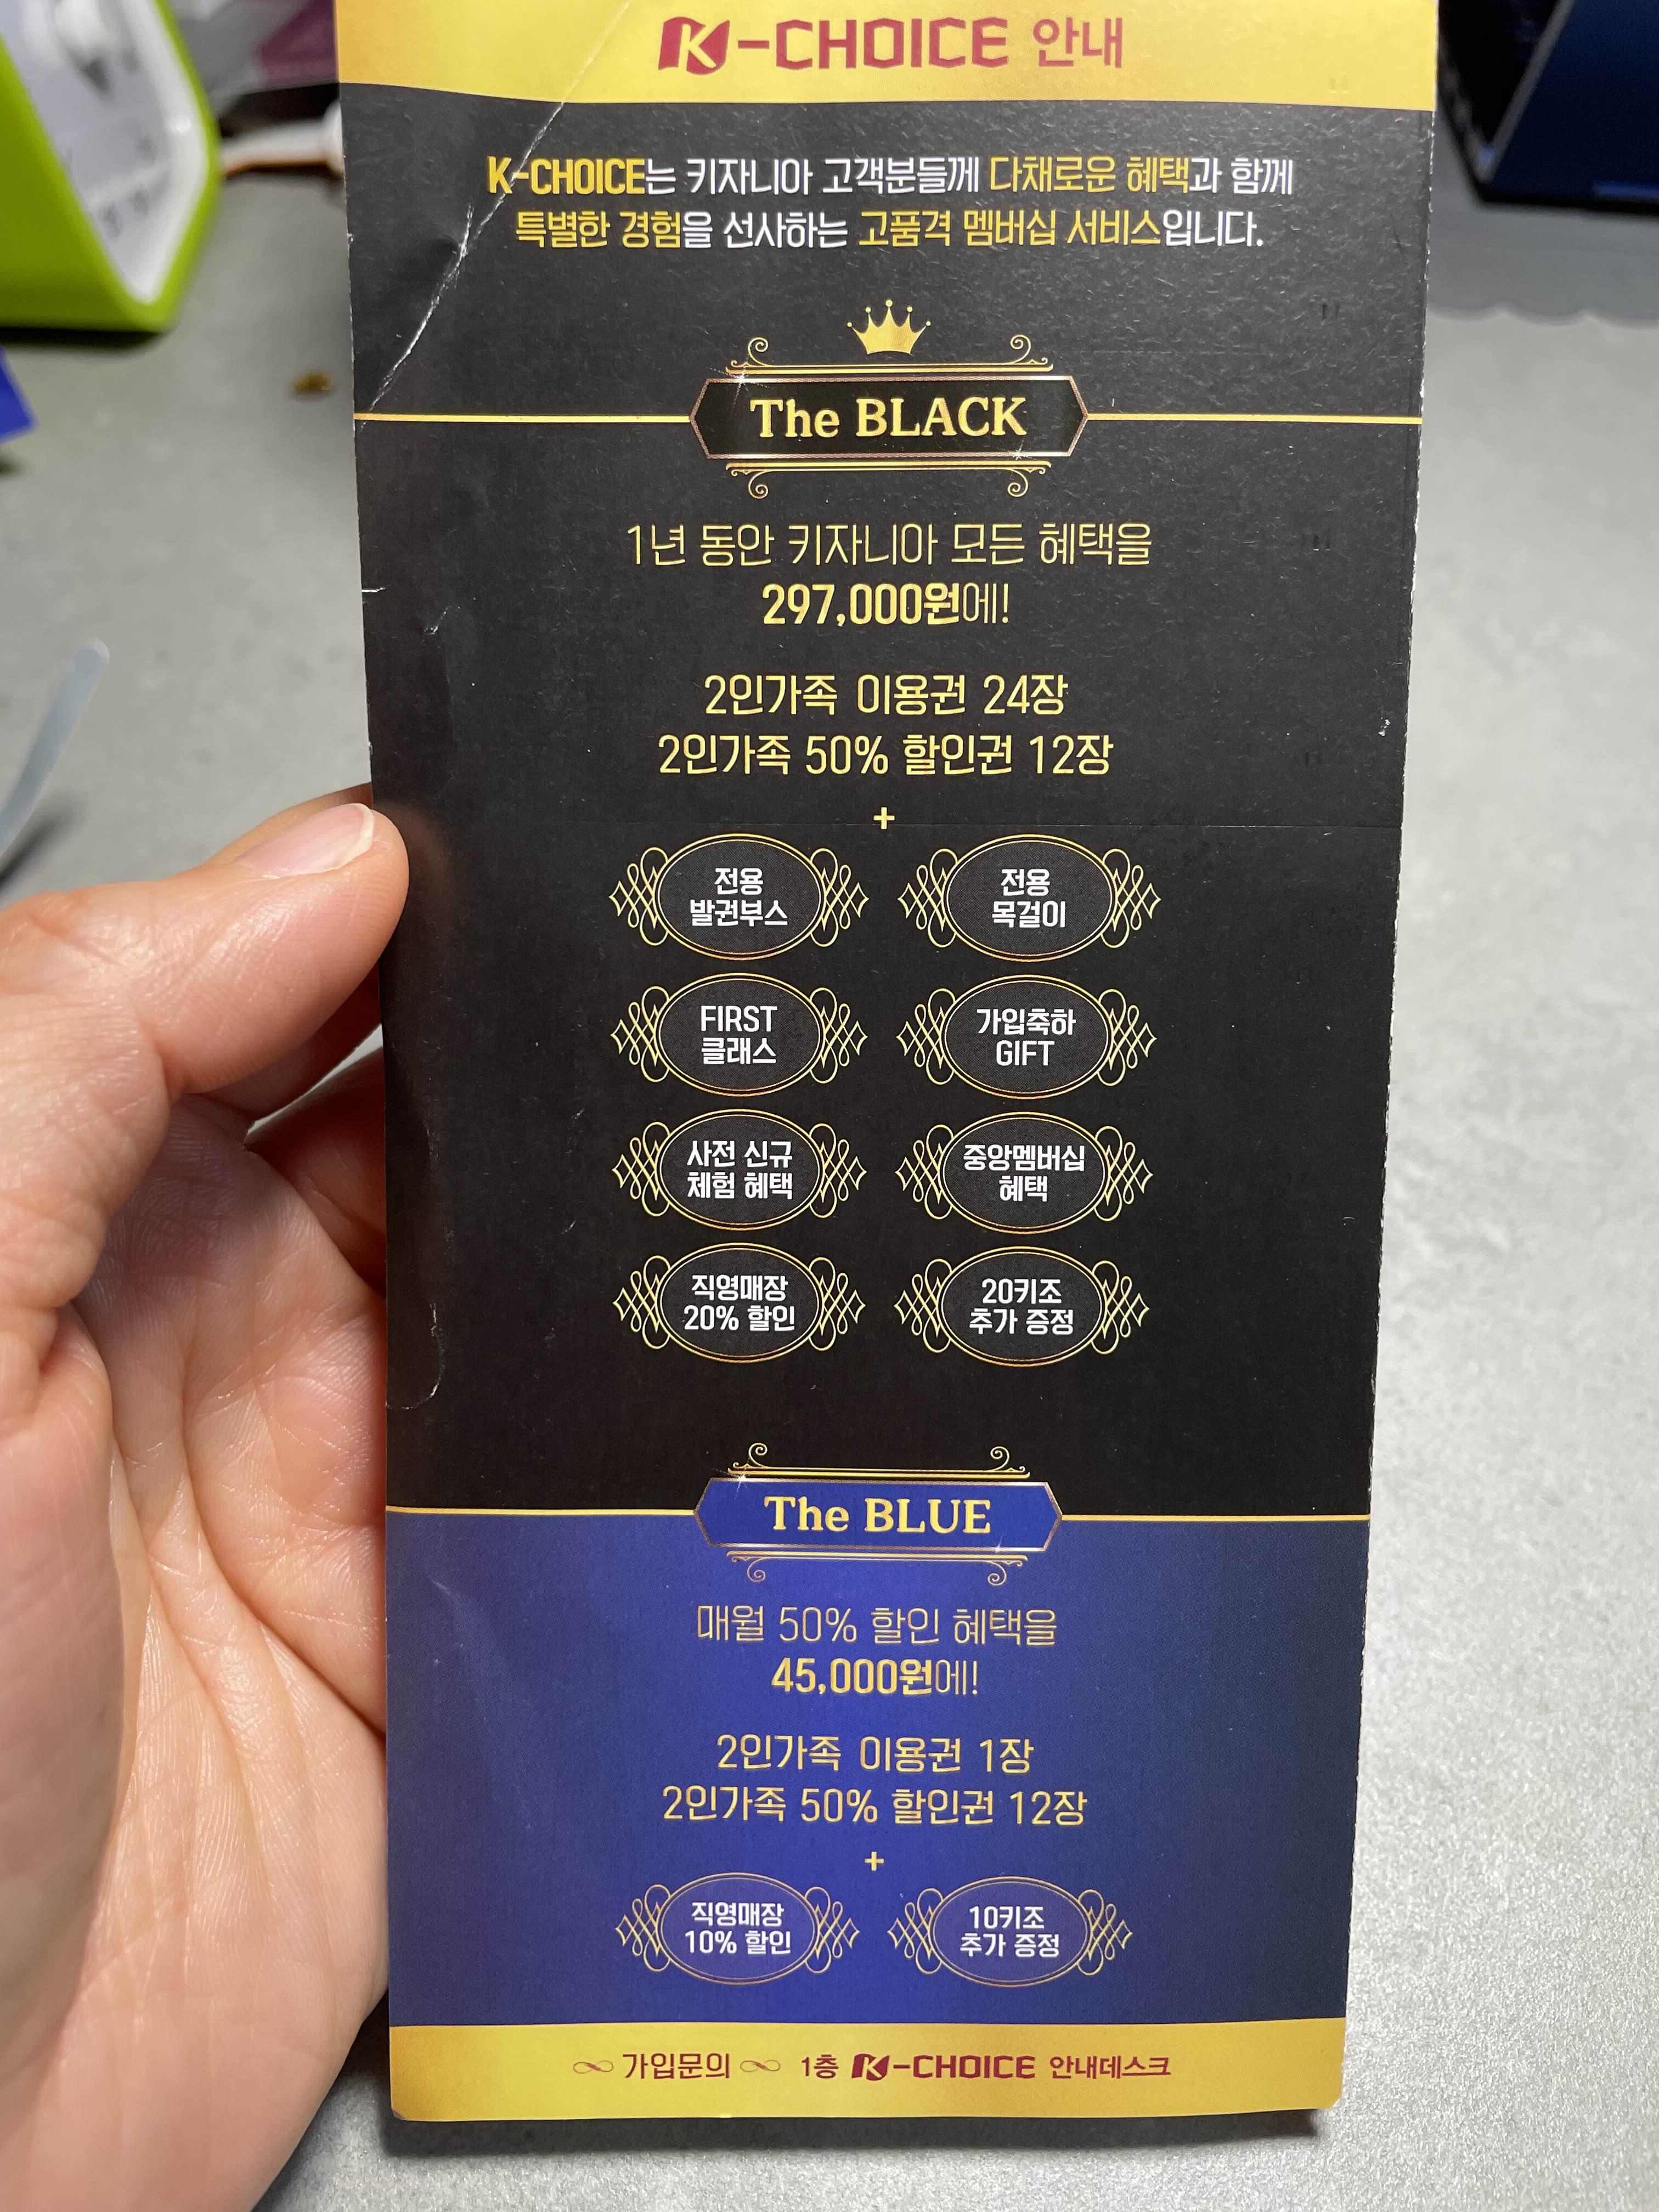 K-CHOICE 안내
K-CHOICE는 키자니아 고객분들께 다채로운 혜택과 함께
특별한 경험을 선사하는 고품격 멤버십 서비스입니다.
The BLACK
1년 동안 키자니아 모든 혜택을
297,000원에!
2인가족 이용권 24장
2인가족 50% 할인권 12장
+
전용
발권부스
전용
목걸이
FIRST
클래스
가입축하
GIFT
사전 신규
체험 혜택
중앙멤버십
혜택
직영매장
20% 할인
20키조
추가 증정
The BLUE
매월 50% 할인 혜택을
45,000원에!
2인가족 이용권 1장
2인가족 50% 할인권 12장
+
직영매장
10% 할인
10키조
추가 증정
가입문의 1층 K-CHOICE 안내데스크